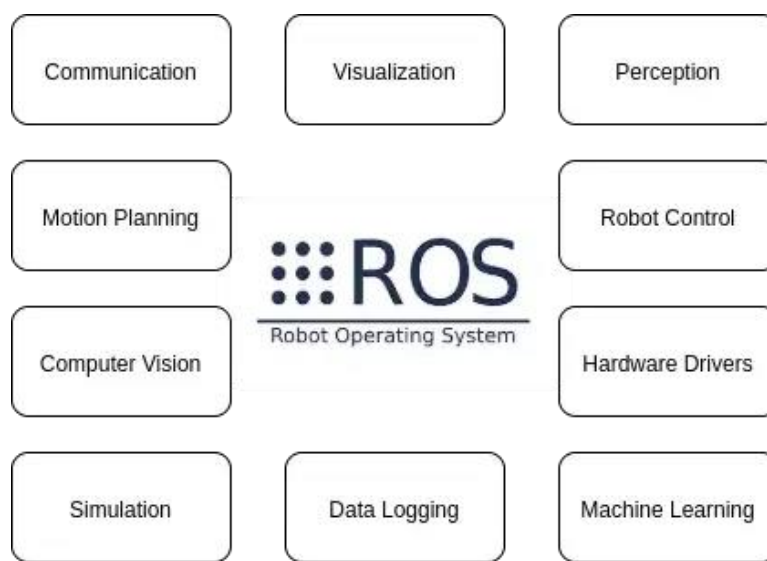 Communication
Visualization
Perception
Motion Planning
Robot Control
ROS
Robot Operating System
Computer Vision
Hardware Drivers
Simulation
Data Logging
Machine Learning